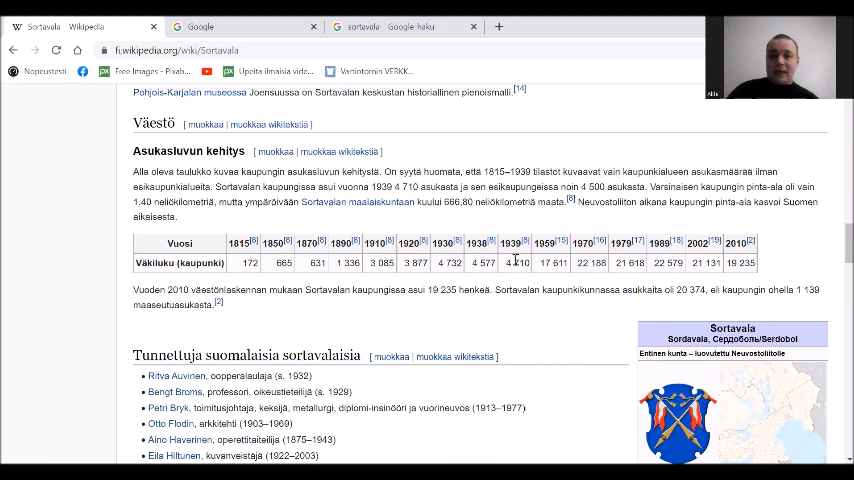 Sortavala Wikipedia
Google
sortavala Google-haku
fi.wikipedia.org/wiki/Sortavala
Nopeustesti
Free Images - Pixab...
Upeita ilmaisia vide...
Vartiotornin VERKK...
Ahti
Pohjois-Karjalan museossa Joensuussa on Sortavalan keskustan historiallinen pienoismalli.[14]
Väestö [ muokkaa | muokkaa wikitekstiä ]
Asukasluvun kehitys [ muokkaa | muokkaa wikitekstiä ]
Alla oleva taulukko kuvaa kaupungin asukasluvun kehitystä. On syytä huomata, että 1815–1939 tilastot kuvaavat vain kaupunkialueen asukasmäärää ilman
esikaupunkialueita. Sortavalan kaupungissa asui vuonna 1939 4 710 asukasta ja sen esikaupungeissa noin 4 500 asukasta. Varsinaisen kaupungin pinta-ala oli vain
1,40 neliökilometriä, mutta ympäröivään Sortavalan maalaiskuntaan kuului 666,80 neliökilometriä maata.[8] Neuvostoliiton aikana kaupungin pinta-ala kasvoi Suomen
aikaisesta.
Vuosi 1815[8] 1850[8] 1870[8] 1890[8] 1910[8] 1920[8] 1930[8] 1938[8] 1939[8] 1959[15] 1970[16] 1979[17] 1989[18] 2002[19] 2010[2]
Väkiluku (kaupunki) 172 665 631 1 336 3 085 3 877 4 732 4 577 4 710 17 611 22 188 21 618 22 579 21 131 19 235
Vuoden 2010 väestönlaskennan mukaan Sortavalan kaupungissa asui 19 235 henkeä. Sortavalan kaupunkikunnassa asukkaita oli 20 374, eli kaupungin ohella 1 139
maaseutuasukasta.[2]
Tunnettuja suomalaisia sortavalaisia [ muokkaa | muokkaa wikitekstiä ]
Ritva Auvinen, oopperalaulaja (s. 1932)
Bengt Broms, professori, oikeustieteilijä (s. 1929)
Petri Bryk, toimitusjohtaja, keksijä, metallurgi, diplomi-insinööri ja vuorineuvos (1913–1977)
Otto Flodin, arkkitehti (1903–1969)
Aino Haverinen, operettitaiteilija (1875–1943)
Eila Hiltunen, kuvanveistäjä (1922–2003)
Sortavala
Sordavala, Сердоболь/Serdobol
Entinen kunta – luovutettu Neuvostoliitolle